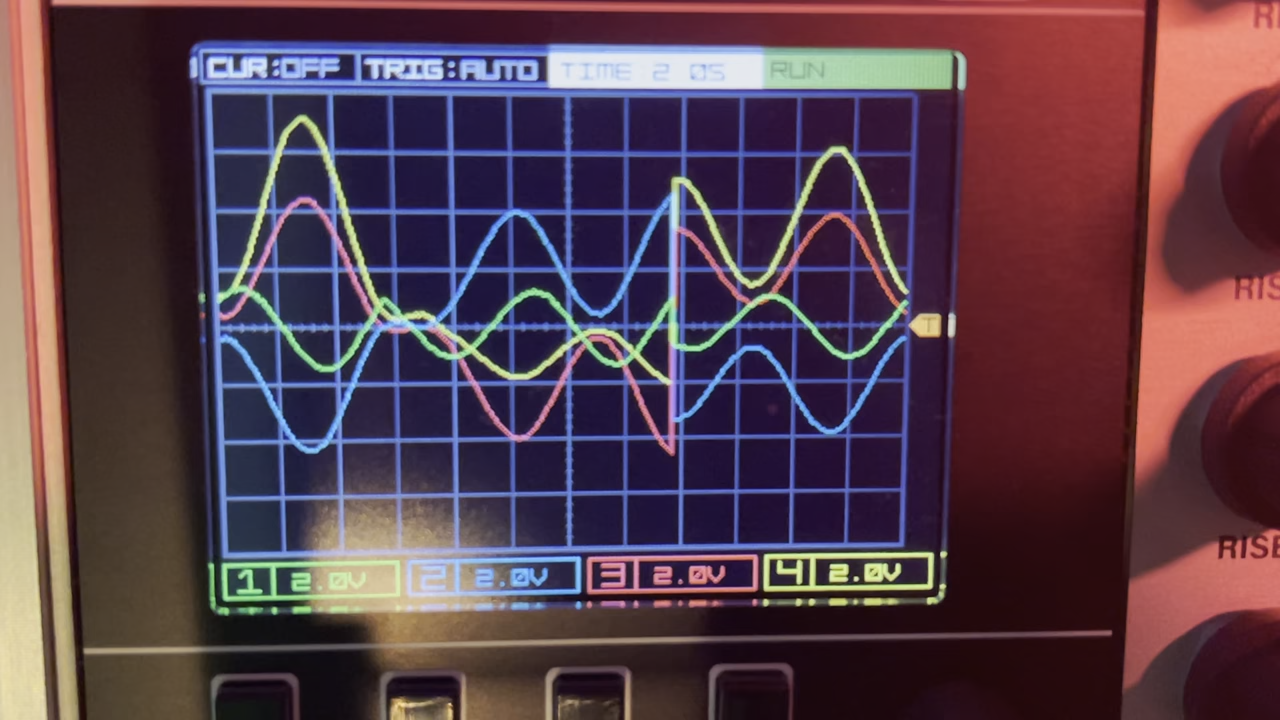 CUR:OFF TRIG:AUTO TIME:2 0S RUN
T
1 2.0V 2 2.0V 3 2.0V 4 2.0V
RIS
RISE